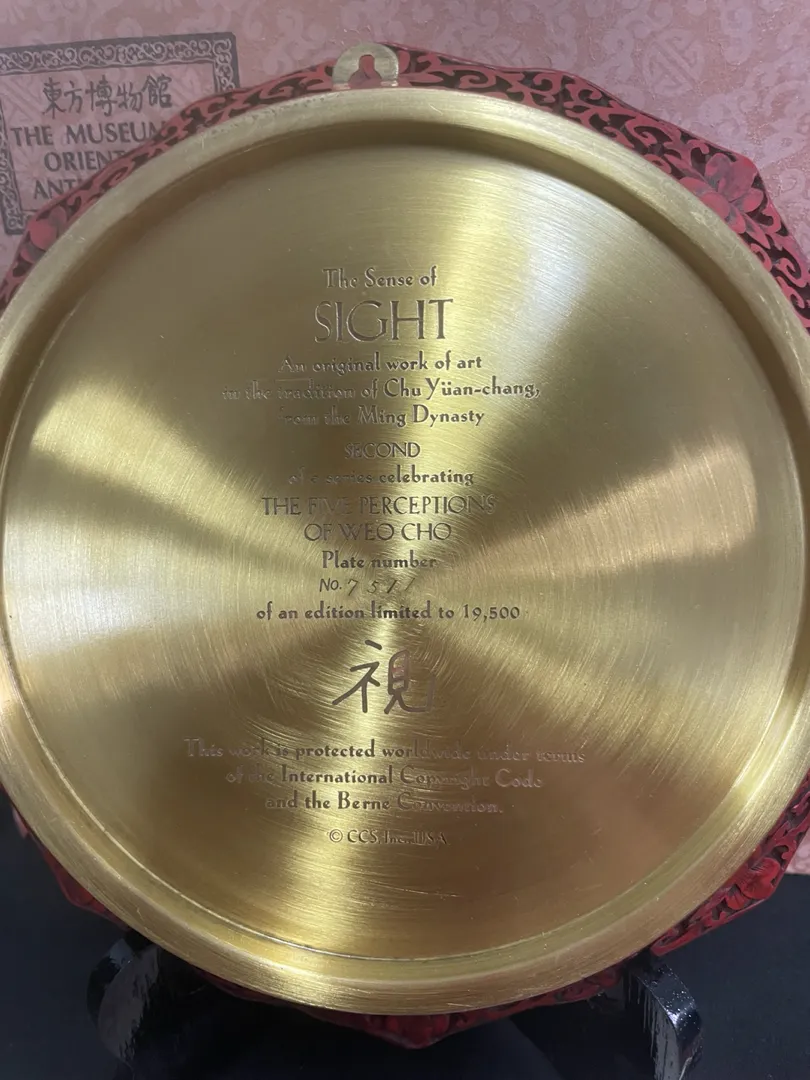 東方博物館
THE MUSEUM
ORIENT
ANTI
The Sense of
SIGHT
An original work of art
in the tradition of Chu Yüan-chang,
from the Ming Dynasty
SECOND
of a series celebrating
THE FIVE PERCEPTIONS
OF WEO CHO
Plate number
No. 7511
of an edition limited to 19,500
視
This work is protected worldwide under terms
of the International Copyright Code
and the Berne Convention.
© CCS, Inc. USA